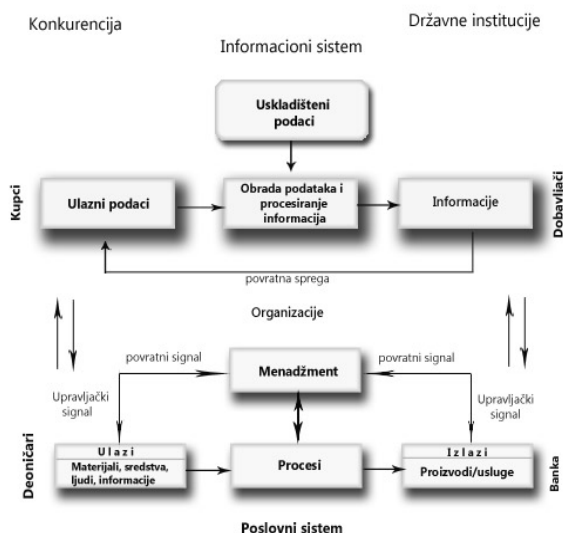 Konkurencija
Državne institucije
Informacioni sistem
Uskladišteni
podaci
Kupci
Ulazni podaci
Obrada podataka i
procesiranje
informacija
Informacije
Dobavljači
povratna sprega
Organizacije
povratni signal
Menadžment
povratni signal
Upravljački
signal
Upravljački
signal
Deoničari
Ulazi
Materijali, sredstva,
ljudi, informacije
Procesi
Izlazi
Proizvodi/usluge
Banka
Poslovni sistem